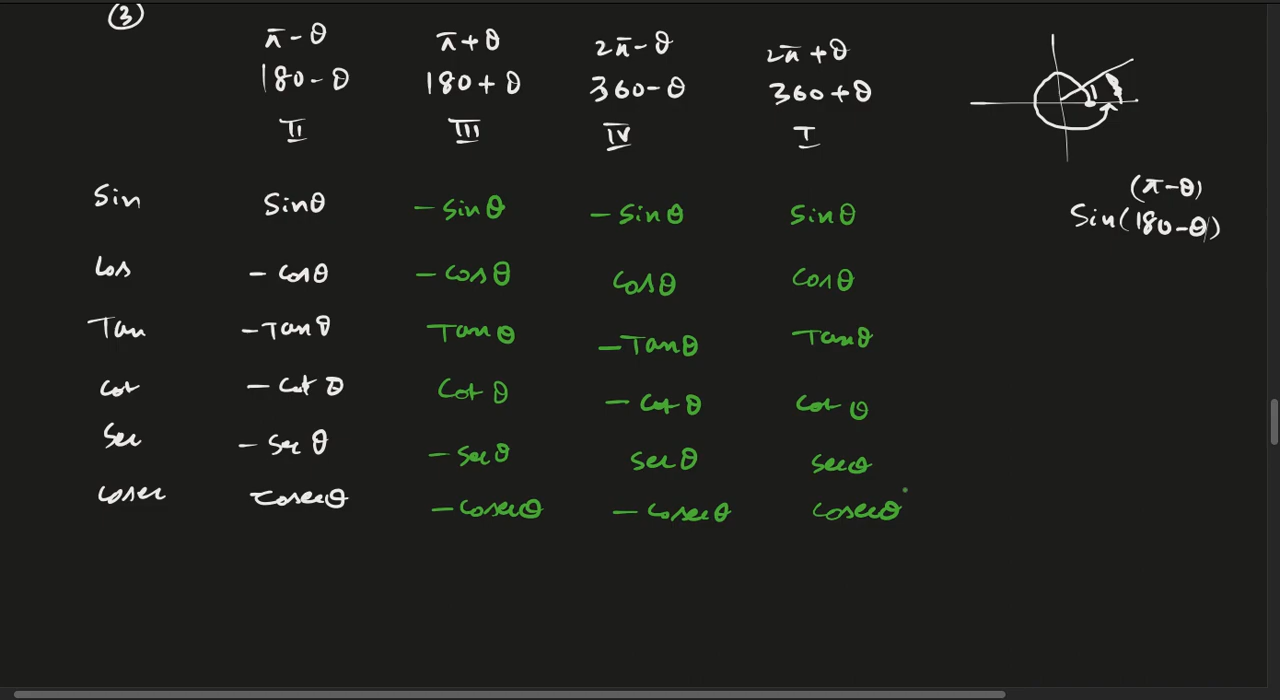 ③
π-θ π+θ 2π-θ 2π+θ
180-θ 180+θ 360-θ 360+θ
II III IV I
(π-θ)
Sin(180-θ)
Sin Sinθ -Sinθ -Sinθ Sinθ
Cos -Cosθ -Cosθ Cosθ Cosθ
Tan -Tanθ Tanθ -Tanθ Tanθ
Cot -Cotθ Cotθ -Cotθ Cotθ
Sec -Secθ -Secθ Secθ Secθ
Cosec Cosecθ -Cosecθ -Cosecθ Cosecθ